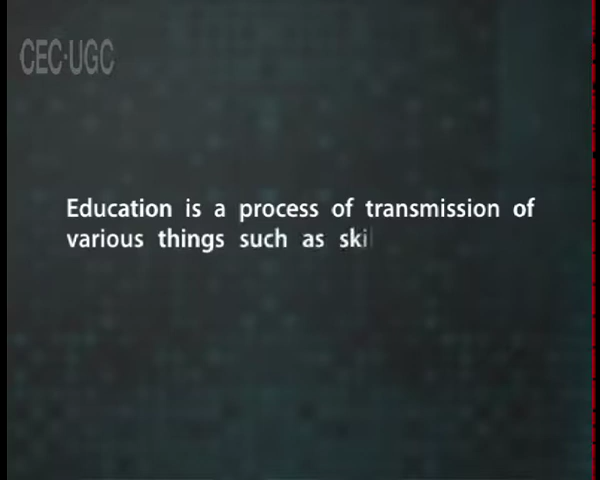 CEC-UGC
Education is a process of transmission of
various things such as ski